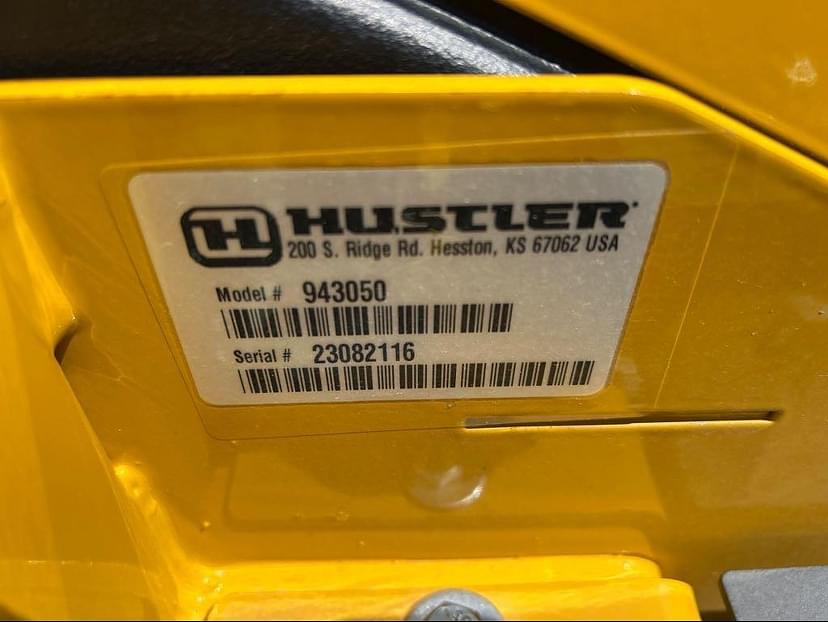 H HUSTLER
200 S. Ridge Rd. Hesston, KS 67062 USA
Model # 943050
Serial # 23082116